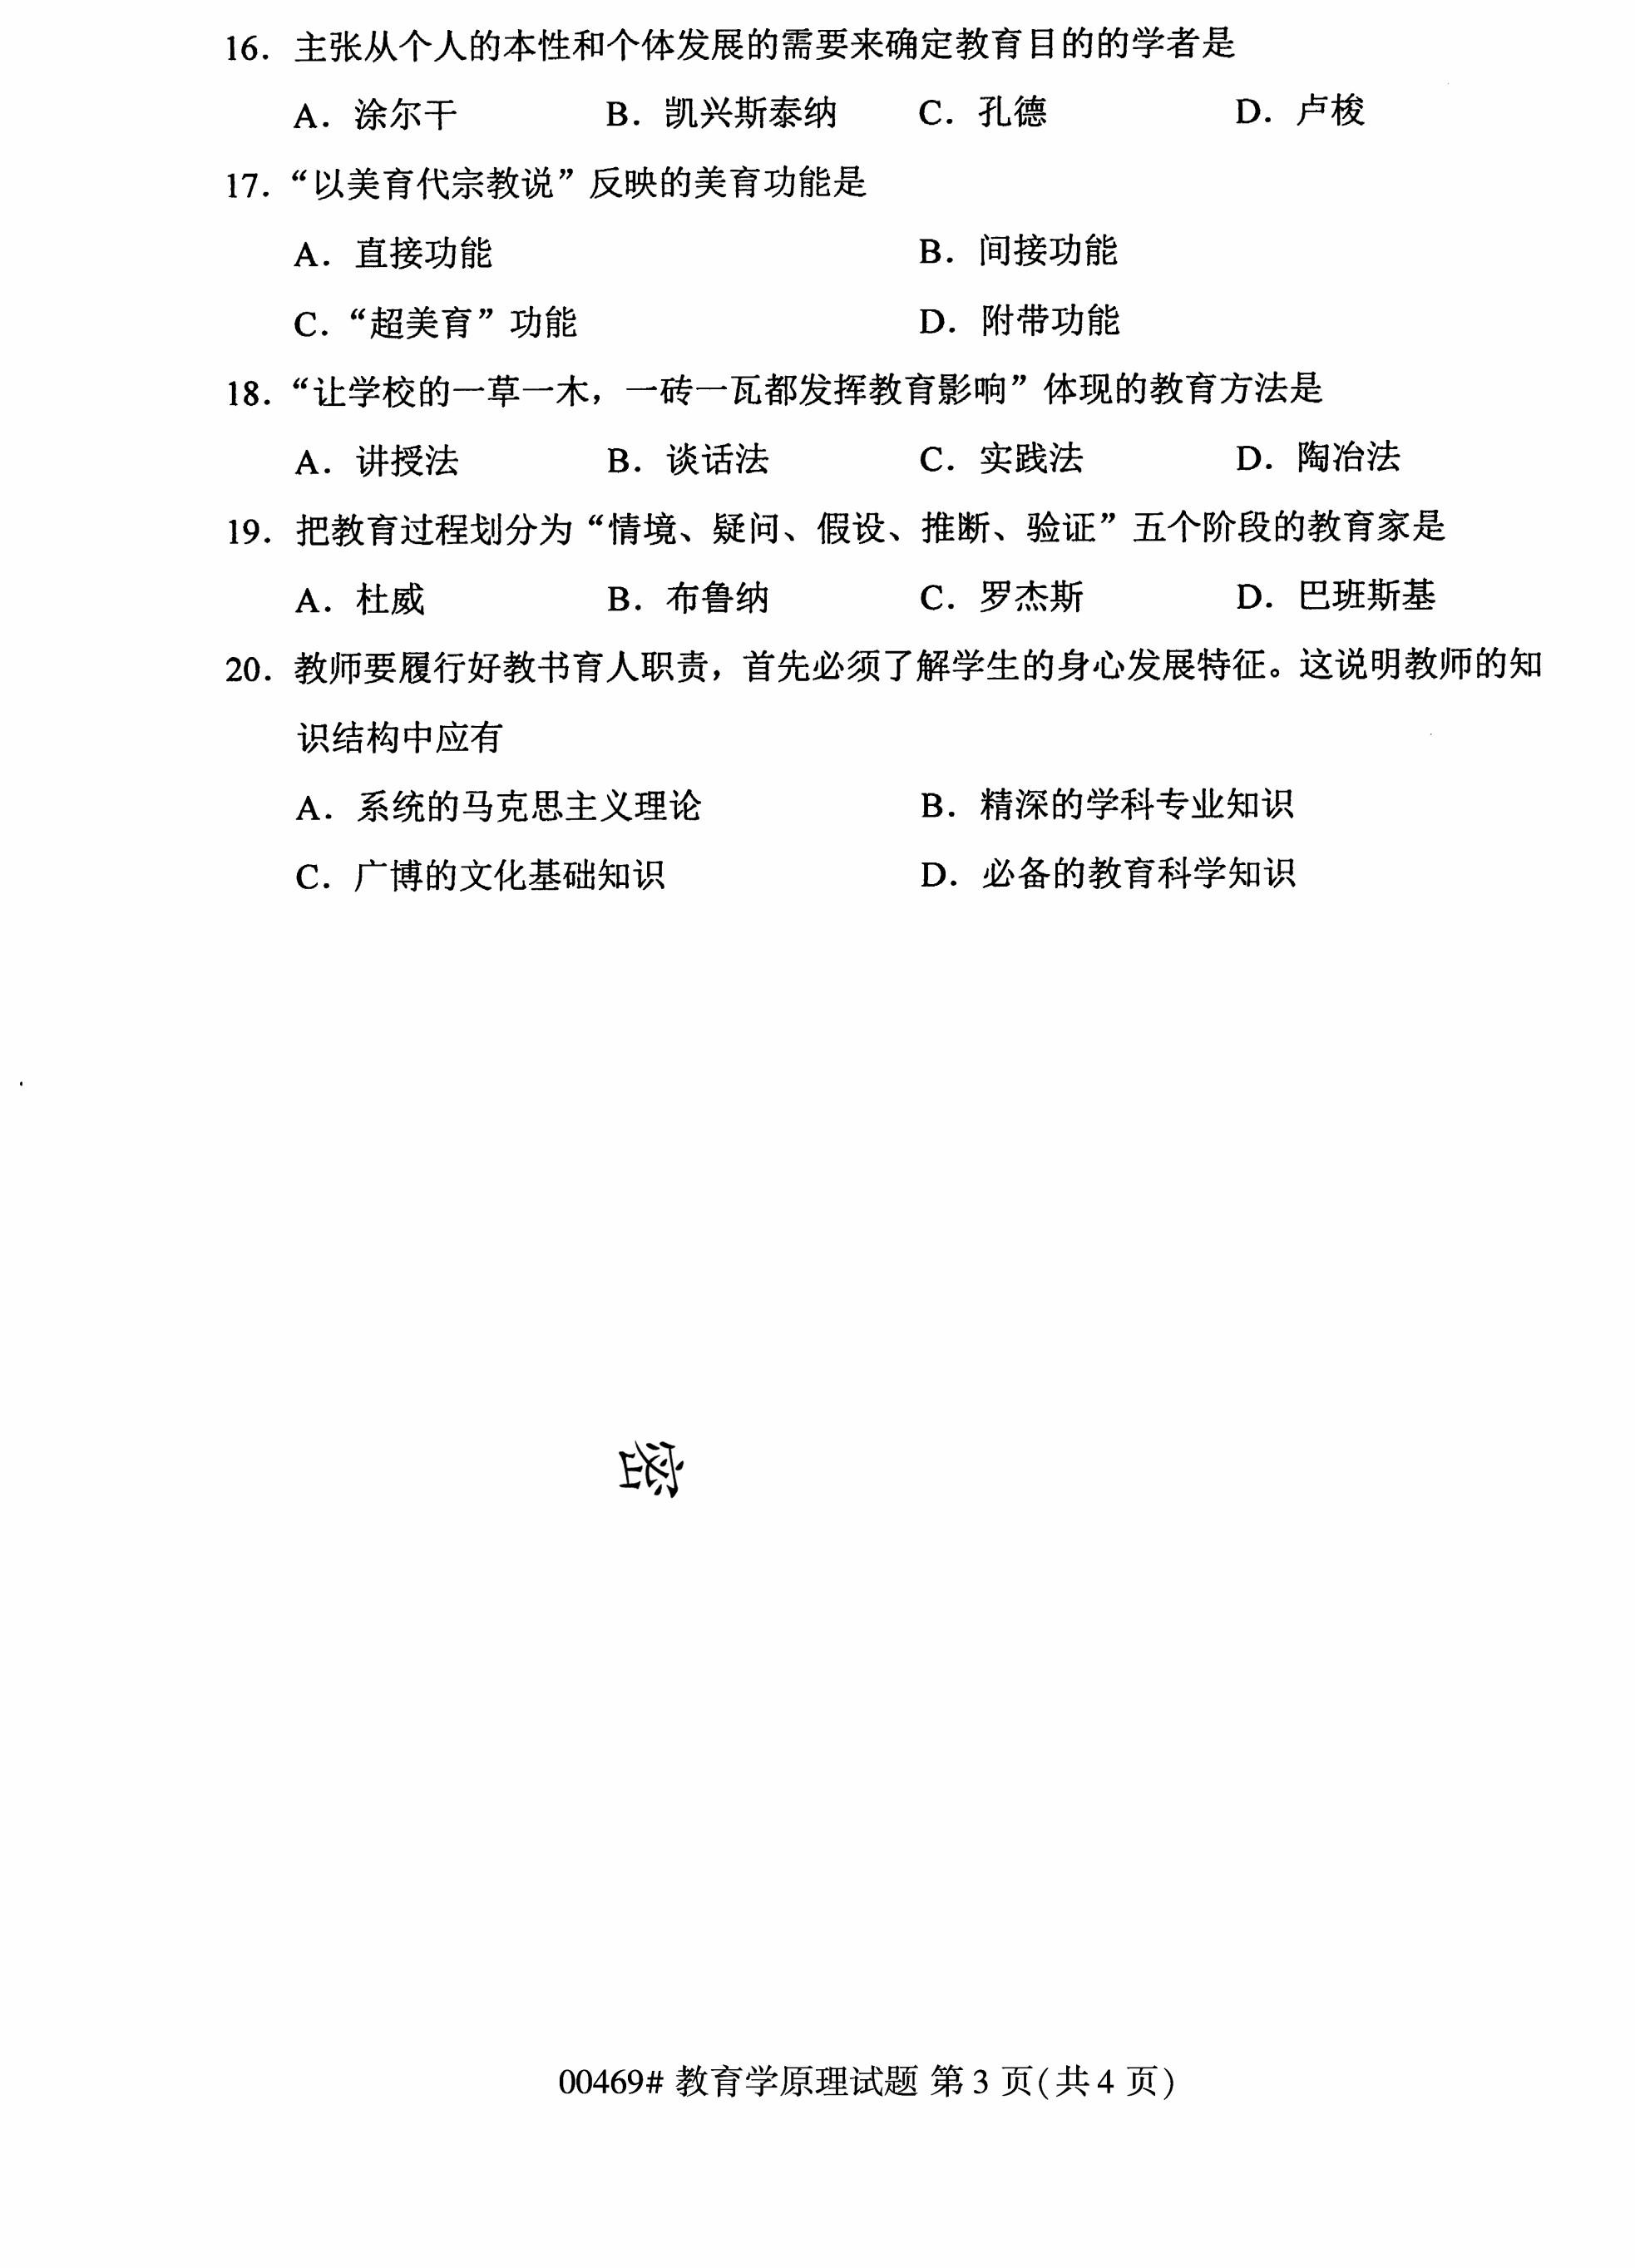 16. 主张从个人的本性和个体发展的需要来确定教育目的的学者是
A. 涂尔干 B. 凯兴斯泰纳 C. 孔德 D. 卢梭
17. “以美育代宗教说”反映的美育功能是
A. 直接功能 B. 间接功能
C. “超美育”功能 D. 附带功能
18. “让学校的一草一木，一砖一瓦都发挥教育影响”体现的教育方法是
A. 讲授法 B. 谈话法 C. 实践法 D. 陶冶法
19. 把教育过程划分为“情境、疑问、假设、推断、验证”五个阶段的教育家是
A. 杜威 B. 布鲁纳 C. 罗杰斯 D. 巴班斯基
20. 教师要履行好教书育人职责，首先必须了解学生的身心发展特征。这说明教师的知
识结构中应有
A. 系统的马克思主义理论 B. 精深的学科专业知识
C. 广博的文化基础知识 D. 必备的教育科学知识
密
00469# 教育学原理试题 第 3 页(共 4 页)